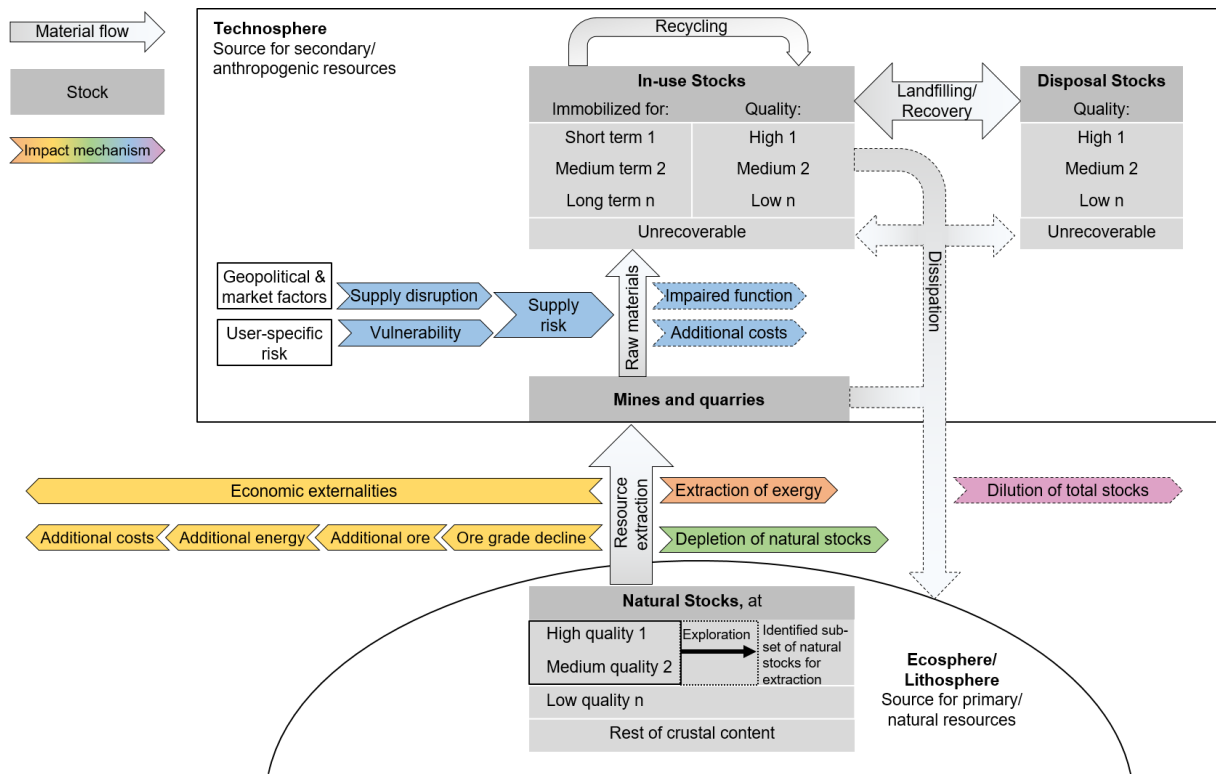 Material flow
Stock
Impact mechanism
Technosphere
Source for secondary/
anthropogenic resources
Recycling
In-use Stocks
Immobilized for:
Quality:
Short term 1
High 1
Medium term 2
Medium 2
Long term n
Low n
Unrecoverable
Landfilling/
Recovery
Disposal Stocks
Quality:
High 1
Medium 2
Low n
Unrecoverable
Dissipation
Geopolitical &
market factors
User-specific
risk
Supply disruption
Vulnerability
Supply
risk
Raw materials
Impaired function
Additional costs
Mines and quarries
Economic externalities
Additional costs
Additional energy
Additional ore
Ore grade decline
Resource
extraction
Extraction of exergy
Depletion of natural stocks
Dilution of total stocks
Natural Stocks, at
High quality 1
Medium quality 2
Exploration
Identified sub-
set of natural
stocks for
extraction
Low quality n
Rest of crustal content
Ecosphere/
Lithosphere
Source for primary/
natural resources